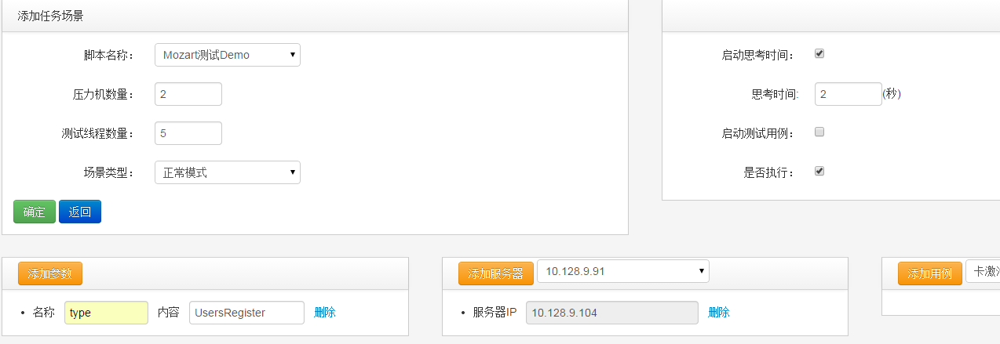 添加任务场景
脚本名称： Mozart测试Demo
压力机数量： 2
测试线程数量： 5
场景类型： 正常模式
确定 返回
启动思考时间：
思考时间: 2 (秒)
启动测试用例：
是否执行：
添加参数
名称 type 内容 UsersRegister 删除
添加服务器 10.128.9.91
服务器IP 10.128.9.104 删除
添加用例 卡激